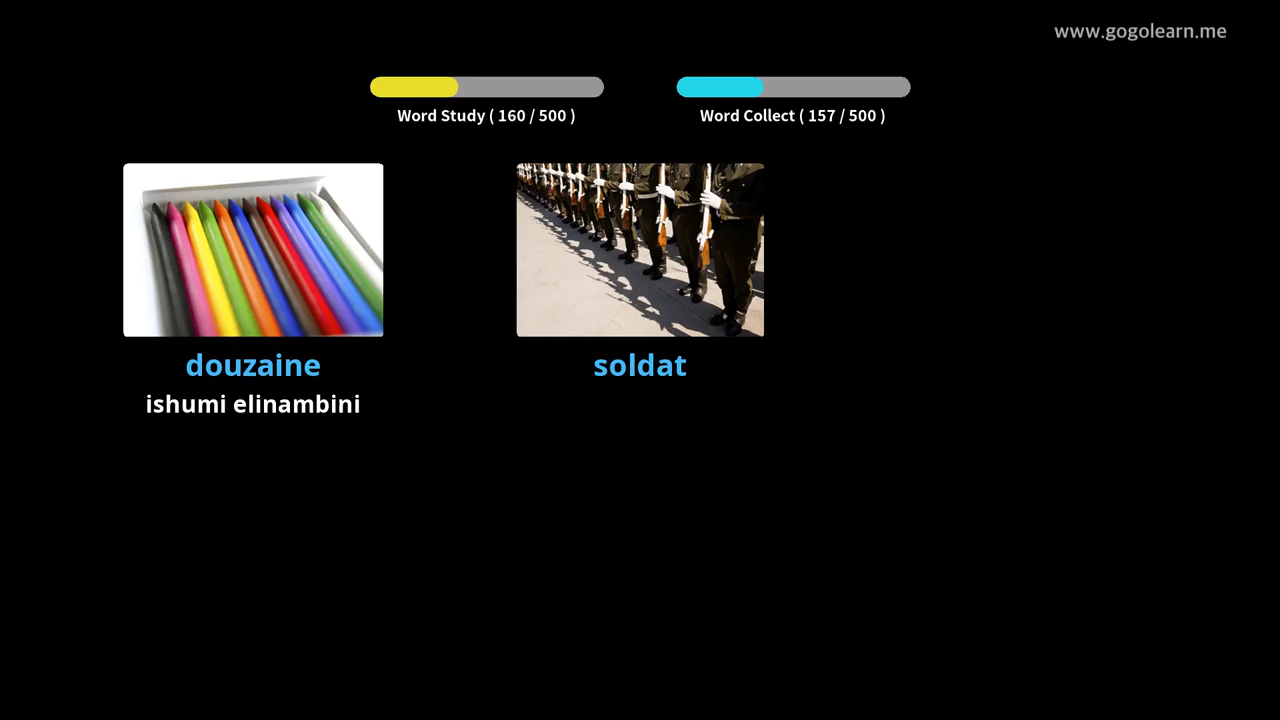 www.gogolearn.me
Word Study ( 160 / 500 )
Word Collect ( 157 / 500 )
douzaine
soldat
ishumi elinambini